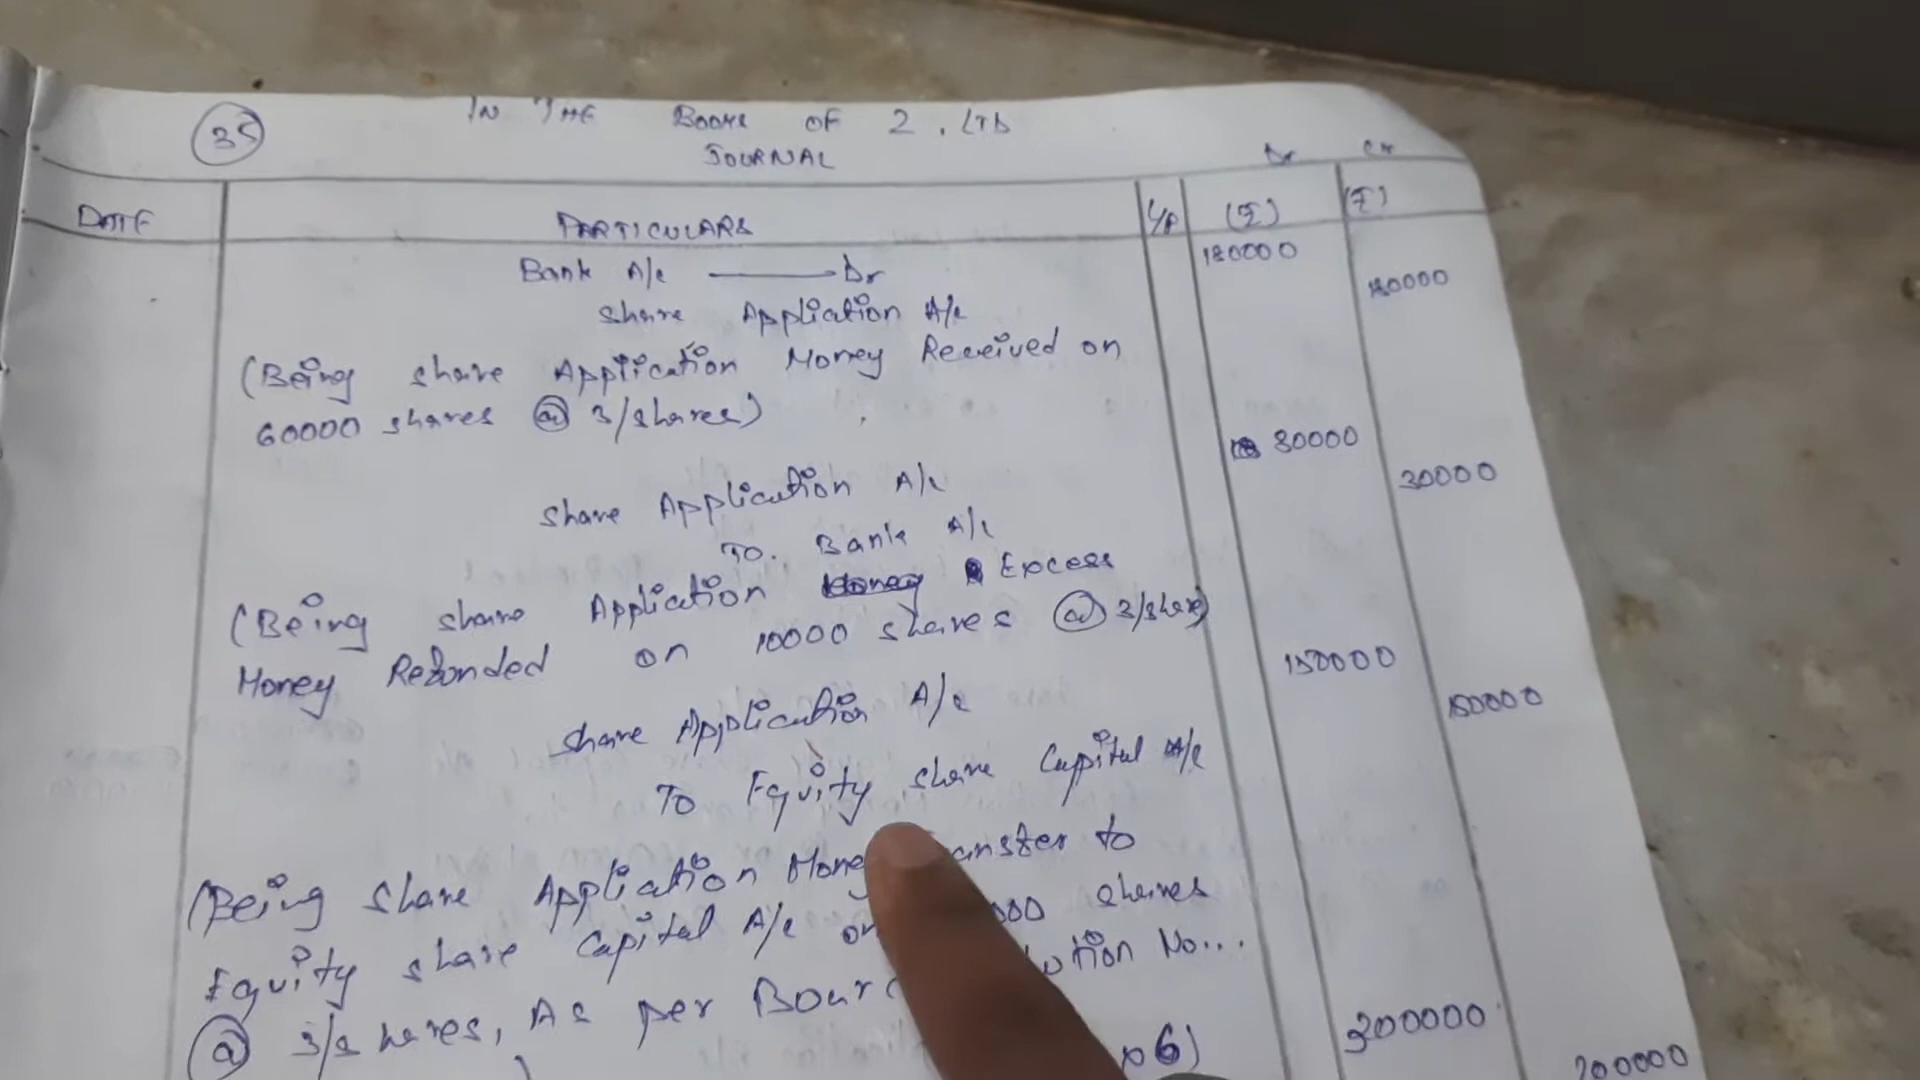 35
IN THE BOOKS OF Z. LTD
JOURNAL
Dr Cr
DATE PARTICULARS L/F (₹) (₹)
Bank A/c ——— Dr 180000
Share Application A/c 180000
(Being share Application Money Received on
60000 shares @ 3/shares)
Share Application A/c 30000
TO. Bank A/c 30000
(Being share Application Excess
Money Refonded on 10000 shares @ 3/share)
Share Application A/c 150000
TO Equity share Capital A/c 150000
(Being Share Application Money to
Equity share Capital A/c on shares
@ 3/shares, As per No...
200000
200000